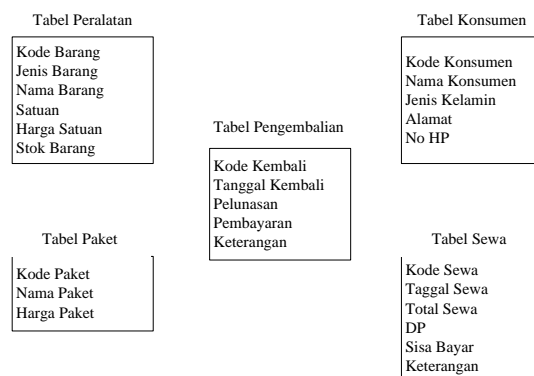 Tabel Peralatan
Kode Barang
Jenis Barang
Nama Barang
Satuan
Harga Satuan
Stok Barang
Tabel Konsumen
Kode Konsumen
Nama Konsumen
Jenis Kelamin
Alamat
No HP
Tabel Pengembalian
Kode Kembali
Tanggal Kembali
Pelunasan
Pembayaran
Keterangan
Tabel Paket
Kode Paket
Nama Paket
Harga Paket
Tabel Sewa
Kode Sewa
Taggal Sewa
Total Sewa
DP
Sisa Bayar
Keterangan